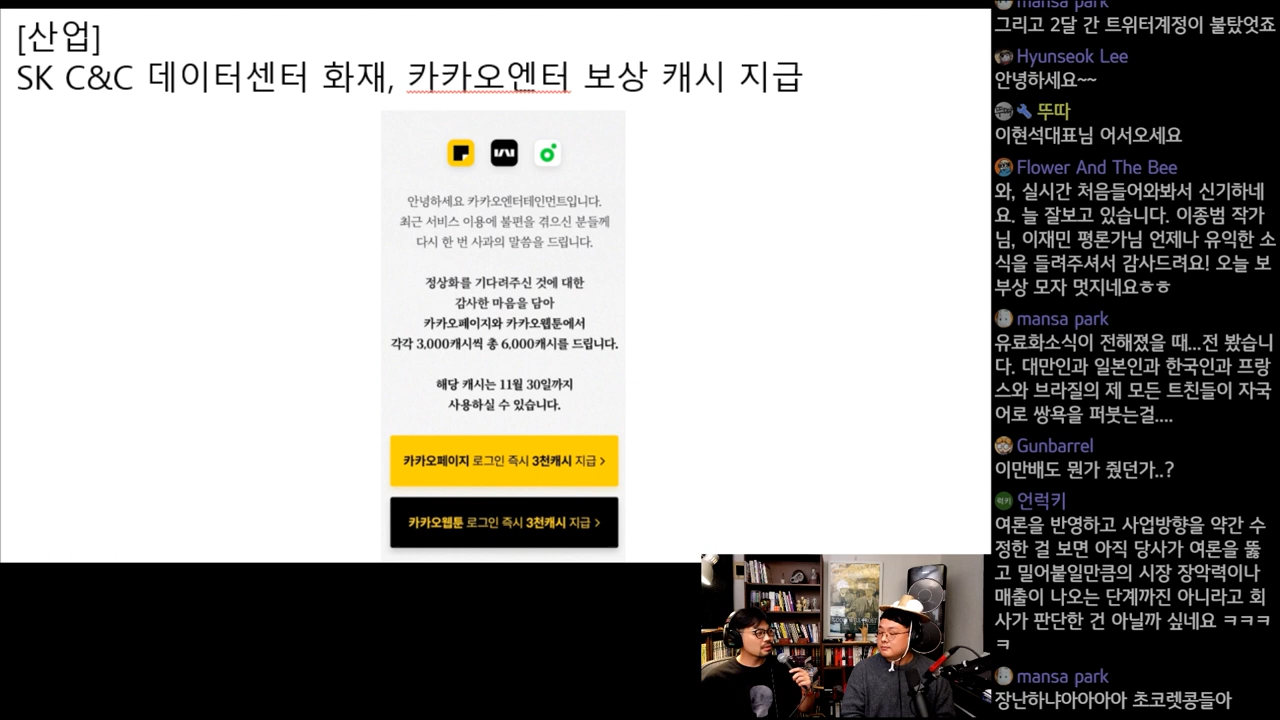 [산업]
SK C&C 데이터센터 화재, 카카오엔터 보상 캐시 지급
안녕하세요 카카오엔터테인먼트입니다.
최근 서비스 이용에 불편을 겪으신 분들께
다시 한 번 사과의 말씀을 드립니다.
정상화를 기다려주신 것에 대한
감사한 마음을 담아
카카오페이지와 카카오웹툰에서
각각 3,000캐시씩 총 6,000캐시를 드립니다.
해당 캐시는 11월 30일까지
사용하실 수 있습니다.
카카오페이지 로그인 즉시 3천캐시 지급 >
카카오웹툰 로그인 즉시 3천캐시 지급 >
mansa park
그리고 2달 간 트위터계정이 불탔엇죠
Hyunseok Lee
안녕하세요~~
뚜따
이현석대표님 어서오세요
Flower And The Bee
와, 실시간 처음들어와봐서 신기하네
요. 늘 잘보고 있습니다. 이종범 작가
님, 이재민 평론가님 언제나 유익한 소
식을 들려주셔서 감사드려요! 오늘 보
부상 모자 멋지네요ㅎㅎ
mansa park
유료화소식이 전해졌을 때...전 봤습니
다. 대만인과 일본인과 한국인과 프랑
스와 브라질의 제 모든 트친들이 자국
어로 쌍욕을 퍼붓는걸....
Gunbarrel
이만배도 뭔가 줬던가..?
럭키 언럭키
여론을 반영하고 사업방향을 약간 수
정한 걸 보면 아직 당사가 여론을 뚫
고 밀어붙일만큼의 시장 장악력이나
매출이 나오는 단계까진 아니라고 회
사가 판단한 건 아닐까 싶네요 ㅋㅋㅋ
ㅋ
mansa park
장난하냐아아아아 초코렛콩들아